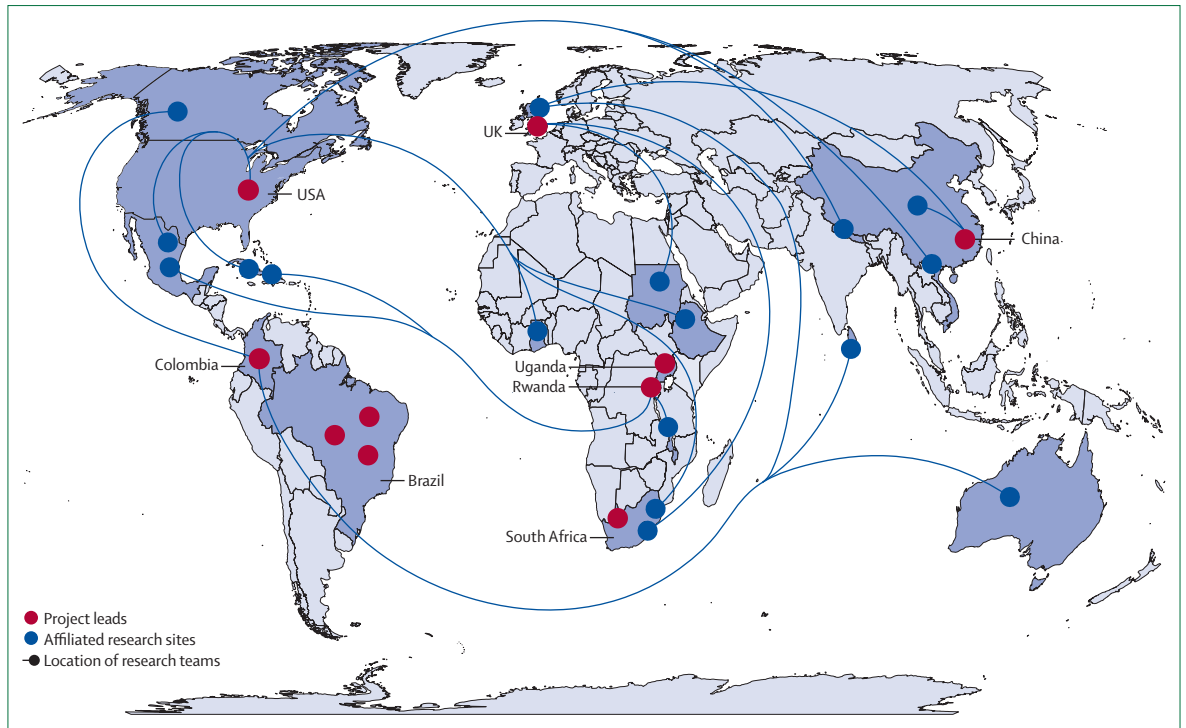 UK
USA
China
Colombia
Uganda
Rwanda
Brazil
South Africa
Project leads
Affiliated research sites
Location of research teams